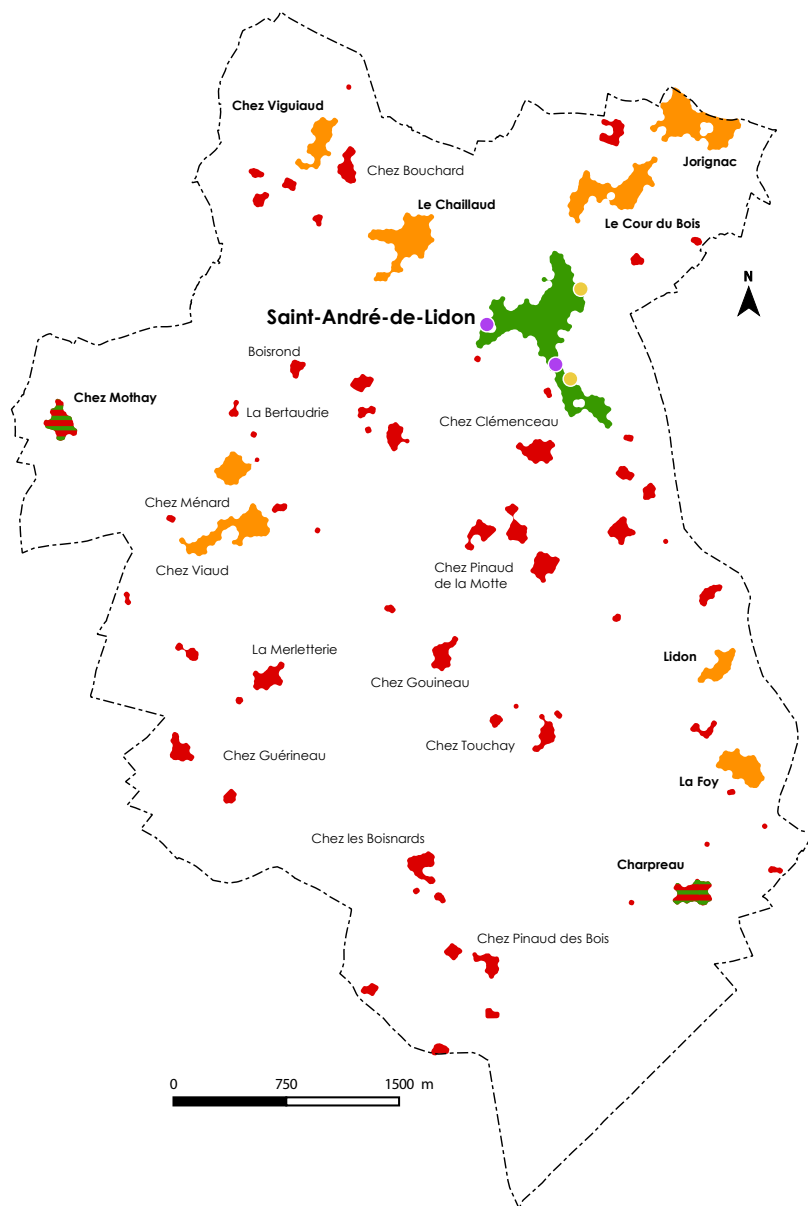 Chez Viguiaud
Chez Bouchard
Jorignac
Le Chaillaud
Le Cour du Bois
N
Saint-André-de-Lidon
Boisrond
Chez Mothay
La Bertaudrie
Chez Clémenceau
Chez Ménard
Chez Viaud
Chez Pinaud
de la Motte
La Merletterie
Lidon
Chez Gouineau
Chez Touchay
Chez Guérineau
La Foy
Chez les Boisnards
Charpreau
Chez Pinaud des Bois
0 750 1500 m